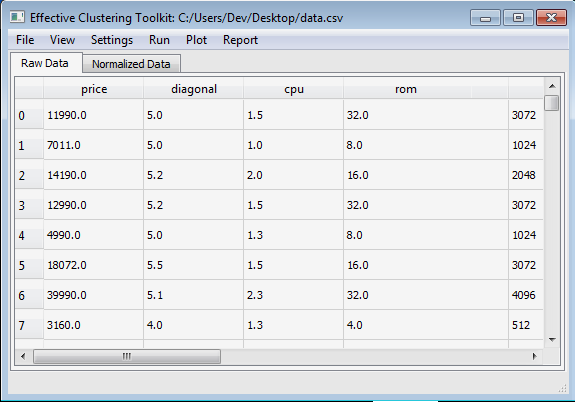 Effective Clustering Toolkit: C:/Users/Dev/Desktop/data.csv
File View Settings Run Plot Report
Raw Data Normalized Data
price diagonal cpu rom
0 11990.0 5.0 1.5 32.0 3072
1 7011.0 5.0 1.0 8.0 1024
2 14190.0 5.2 2.0 16.0 2048
3 12990.0 5.2 1.5 32.0 3072
4 4990.0 5.0 1.3 8.0 1024
5 18072.0 5.5 1.5 16.0 3072
6 39990.0 5.1 2.3 32.0 4096
7 3160.0 4.0 1.3 4.0 512